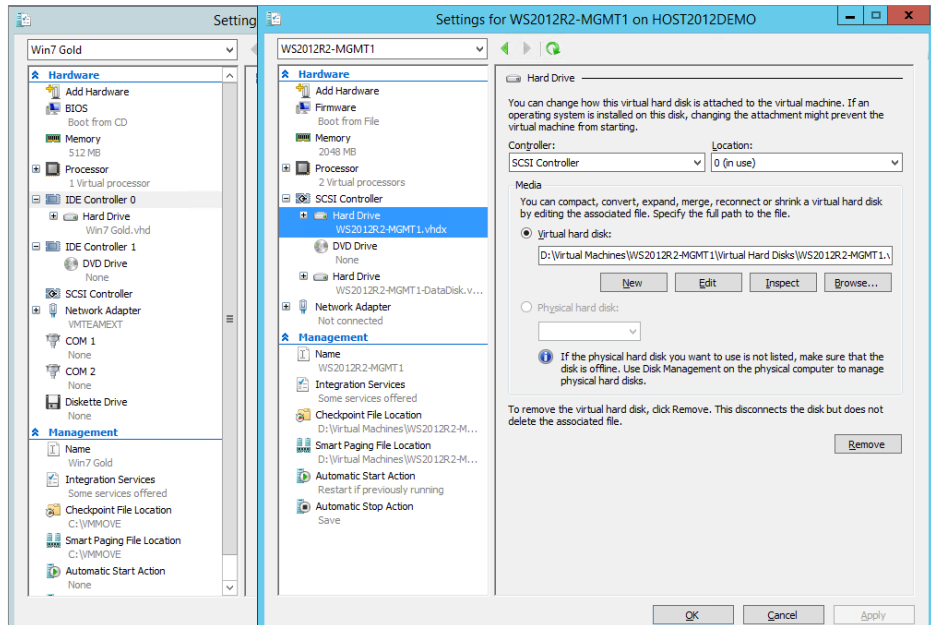 Setting
Win7 Gold
Hardware
Add Hardware
BIOS
Boot from CD
Memory
512 MB
Processor
1 Virtual processor
IDE Controller 0
Hard Drive
Win7 Gold.vhd
IDE Controller 1
DVD Drive
None
SCSI Controller
Network Adapter
VMTEAMEXT
COM 1
None
COM 2
None
Diskette Drive
None
Management
Name
Win7 Gold
Integration Services
Some services offered
Checkpoint File Location
C:\VMMOVE
Smart Paging File Location
C:\VMMOVE
Automatic Start Action
None
Settings for WS2012R2-MGMT1 on HOST2012DEMO
WS2012R2-MGMT1
Hardware
Add Hardware
Firmware
Boot from File
Memory
2048 MB
Processor
2 Virtual processors
SCSI Controller
Hard Drive
WS2012R2-MGMT1.vhdx
DVD Drive
None
Hard Drive
WS2012R2-MGMT1-DataDisk.v...
Network Adapter
Not connected
Management
Name
WS2012R2-MGMT1
Integration Services
Some services offered
Checkpoint File Location
D:\Virtual Machines\WS2012R2-M...
Smart Paging File Location
D:\Virtual Machines\WS2012R2-M...
Automatic Start Action
Restart if previously running
Automatic Stop Action
Save
Hard Drive
You can change how this virtual hard disk is attached to the virtual machine. If an
operating system is installed on this disk, changing the attachment might prevent the
virtual machine from starting.
Controller: Location:
SCSI Controller 0 (in use)
Media
You can compact, convert, expand, merge, reconnect or shrink a virtual hard disk
by editing the associated file. Specify the full path to the file.
Virtual hard disk:
D:\Virtual Machines\WS2012R2-MGMT1\Virtual Hard Disks\WS2012R2-MGMT1.v
New Edit Inspect Browse...
Physical hard disk:
If the physical hard disk you want to use is not listed, make sure that the
disk is offline. Use Disk Management on the physical computer to manage
physical hard disks.
To remove the virtual hard disk, click Remove. This disconnects the disk but does not
delete the associated file.
Remove
OK Cancel Apply